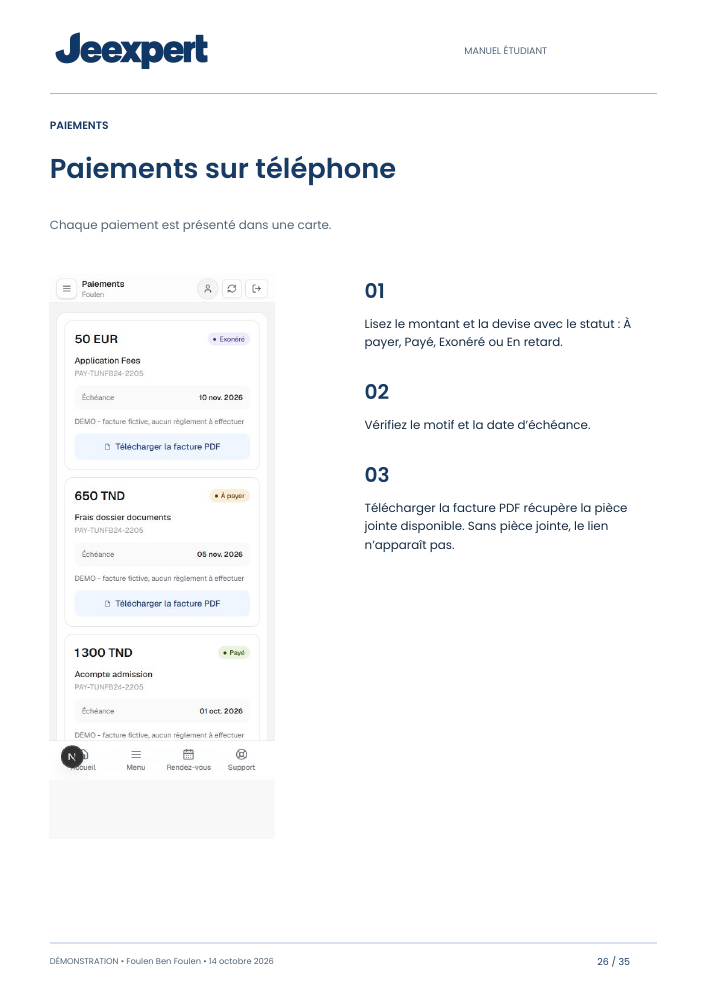 Jeexpert
MANUEL ÉTUDIANT
PAIEMENTS
Paiements sur téléphone
Chaque paiement est présenté dans une carte.
Paiements
Foulen
50 EUR
• Exonéré
Application Fees
PAY-TUNFB24-2205
Échéance
10 nov. 2026
DEMO - facture fictive, aucun règlement à effectuer
Télécharger la facture PDF
650 TND
• À payer
Frais dossier documents
PAY-TUNFB24-2205
Échéance
05 nov. 2026
DEMO - facture fictive, aucun règlement à effectuer
Télécharger la facture PDF
1 300 TND
• Payé
Acompte admission
PAY-TUNFB24-2205
Échéance
01 oct. 2026
DEMO - facture fictive, aucun règlement à effectuer
N
Accueil
Menu
Rendez-vous
Support
01
Lisez le montant et la devise avec le statut : À
payer, Payé, Exonéré ou En retard.
02
Vérifiez le motif et la date d’échéance.
03
Télécharger la facture PDF récupère la pièce
jointe disponible. Sans pièce jointe, le lien
n’apparaît pas.
DÉMONSTRATION • Foulen Ben Foulen • 14 octobre 2026
26 / 35